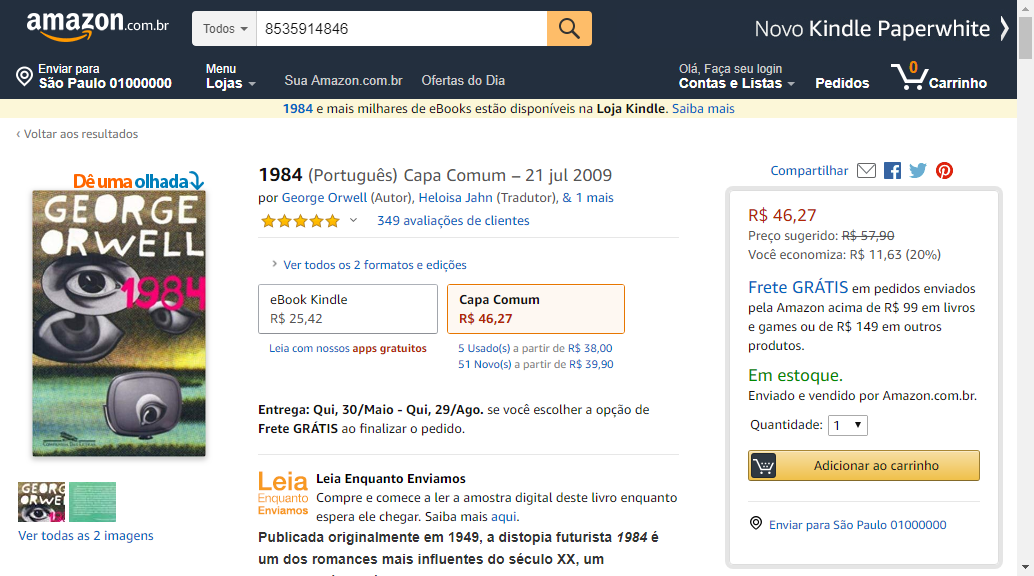 amazon.com.br
Todos
8535914846
Novo Kindle Paperwhite
Enviar para
São Paulo 01000000
Menu
Lojas
Sua Amazon.com.br
Ofertas do Dia
Olá, Faça seu login
Contas e Listas
Pedidos
0
Carrinho
1984 e mais milhares de eBooks estão disponíveis na Loja Kindle. Saiba mais
‹ Voltar aos resultados
Dê uma olhada
GEORGE
ORWELL
1984
Ver todas as 2 imagens
1984 (Português) Capa Comum – 21 jul 2009
por George Orwell (Autor), Heloisa Jahn (Tradutor), & 1 mais
349 avaliações de clientes
› Ver todos os 2 formatos e edições
eBook Kindle
R$ 25,42
Capa Comum
R$ 46,27
Leia com nossos apps gratuitos
5 Usado(s) a partir de R$ 38,00
51 Novo(s) a partir de R$ 39,90
Entrega: Qui, 30/Maio - Qui, 29/Ago. se você escolher a opção de
Frete GRÁTIS ao finalizar o pedido.
Leia
Enquanto
Enviamos
Leia Enquanto Enviamos
Compre e comece a ler a amostra digital deste livro enquanto
espera ele chegar. Saiba mais aqui.
Publicada originalmente em 1949, a distopia futurista 1984 é
um dos romances mais influentes do século XX, um
Compartilhar
R$ 46,27
Preço sugerido: R$ 57,90
Você economiza: R$ 11,63 (20%)
Frete GRÁTIS em pedidos enviados
pela Amazon acima de R$ 99 em livros
e games ou de R$ 149 em outros
produtos.
Em estoque.
Enviado e vendido por Amazon.com.br.
Quantidade: 1
Adicionar ao carrinho
Enviar para São Paulo 01000000